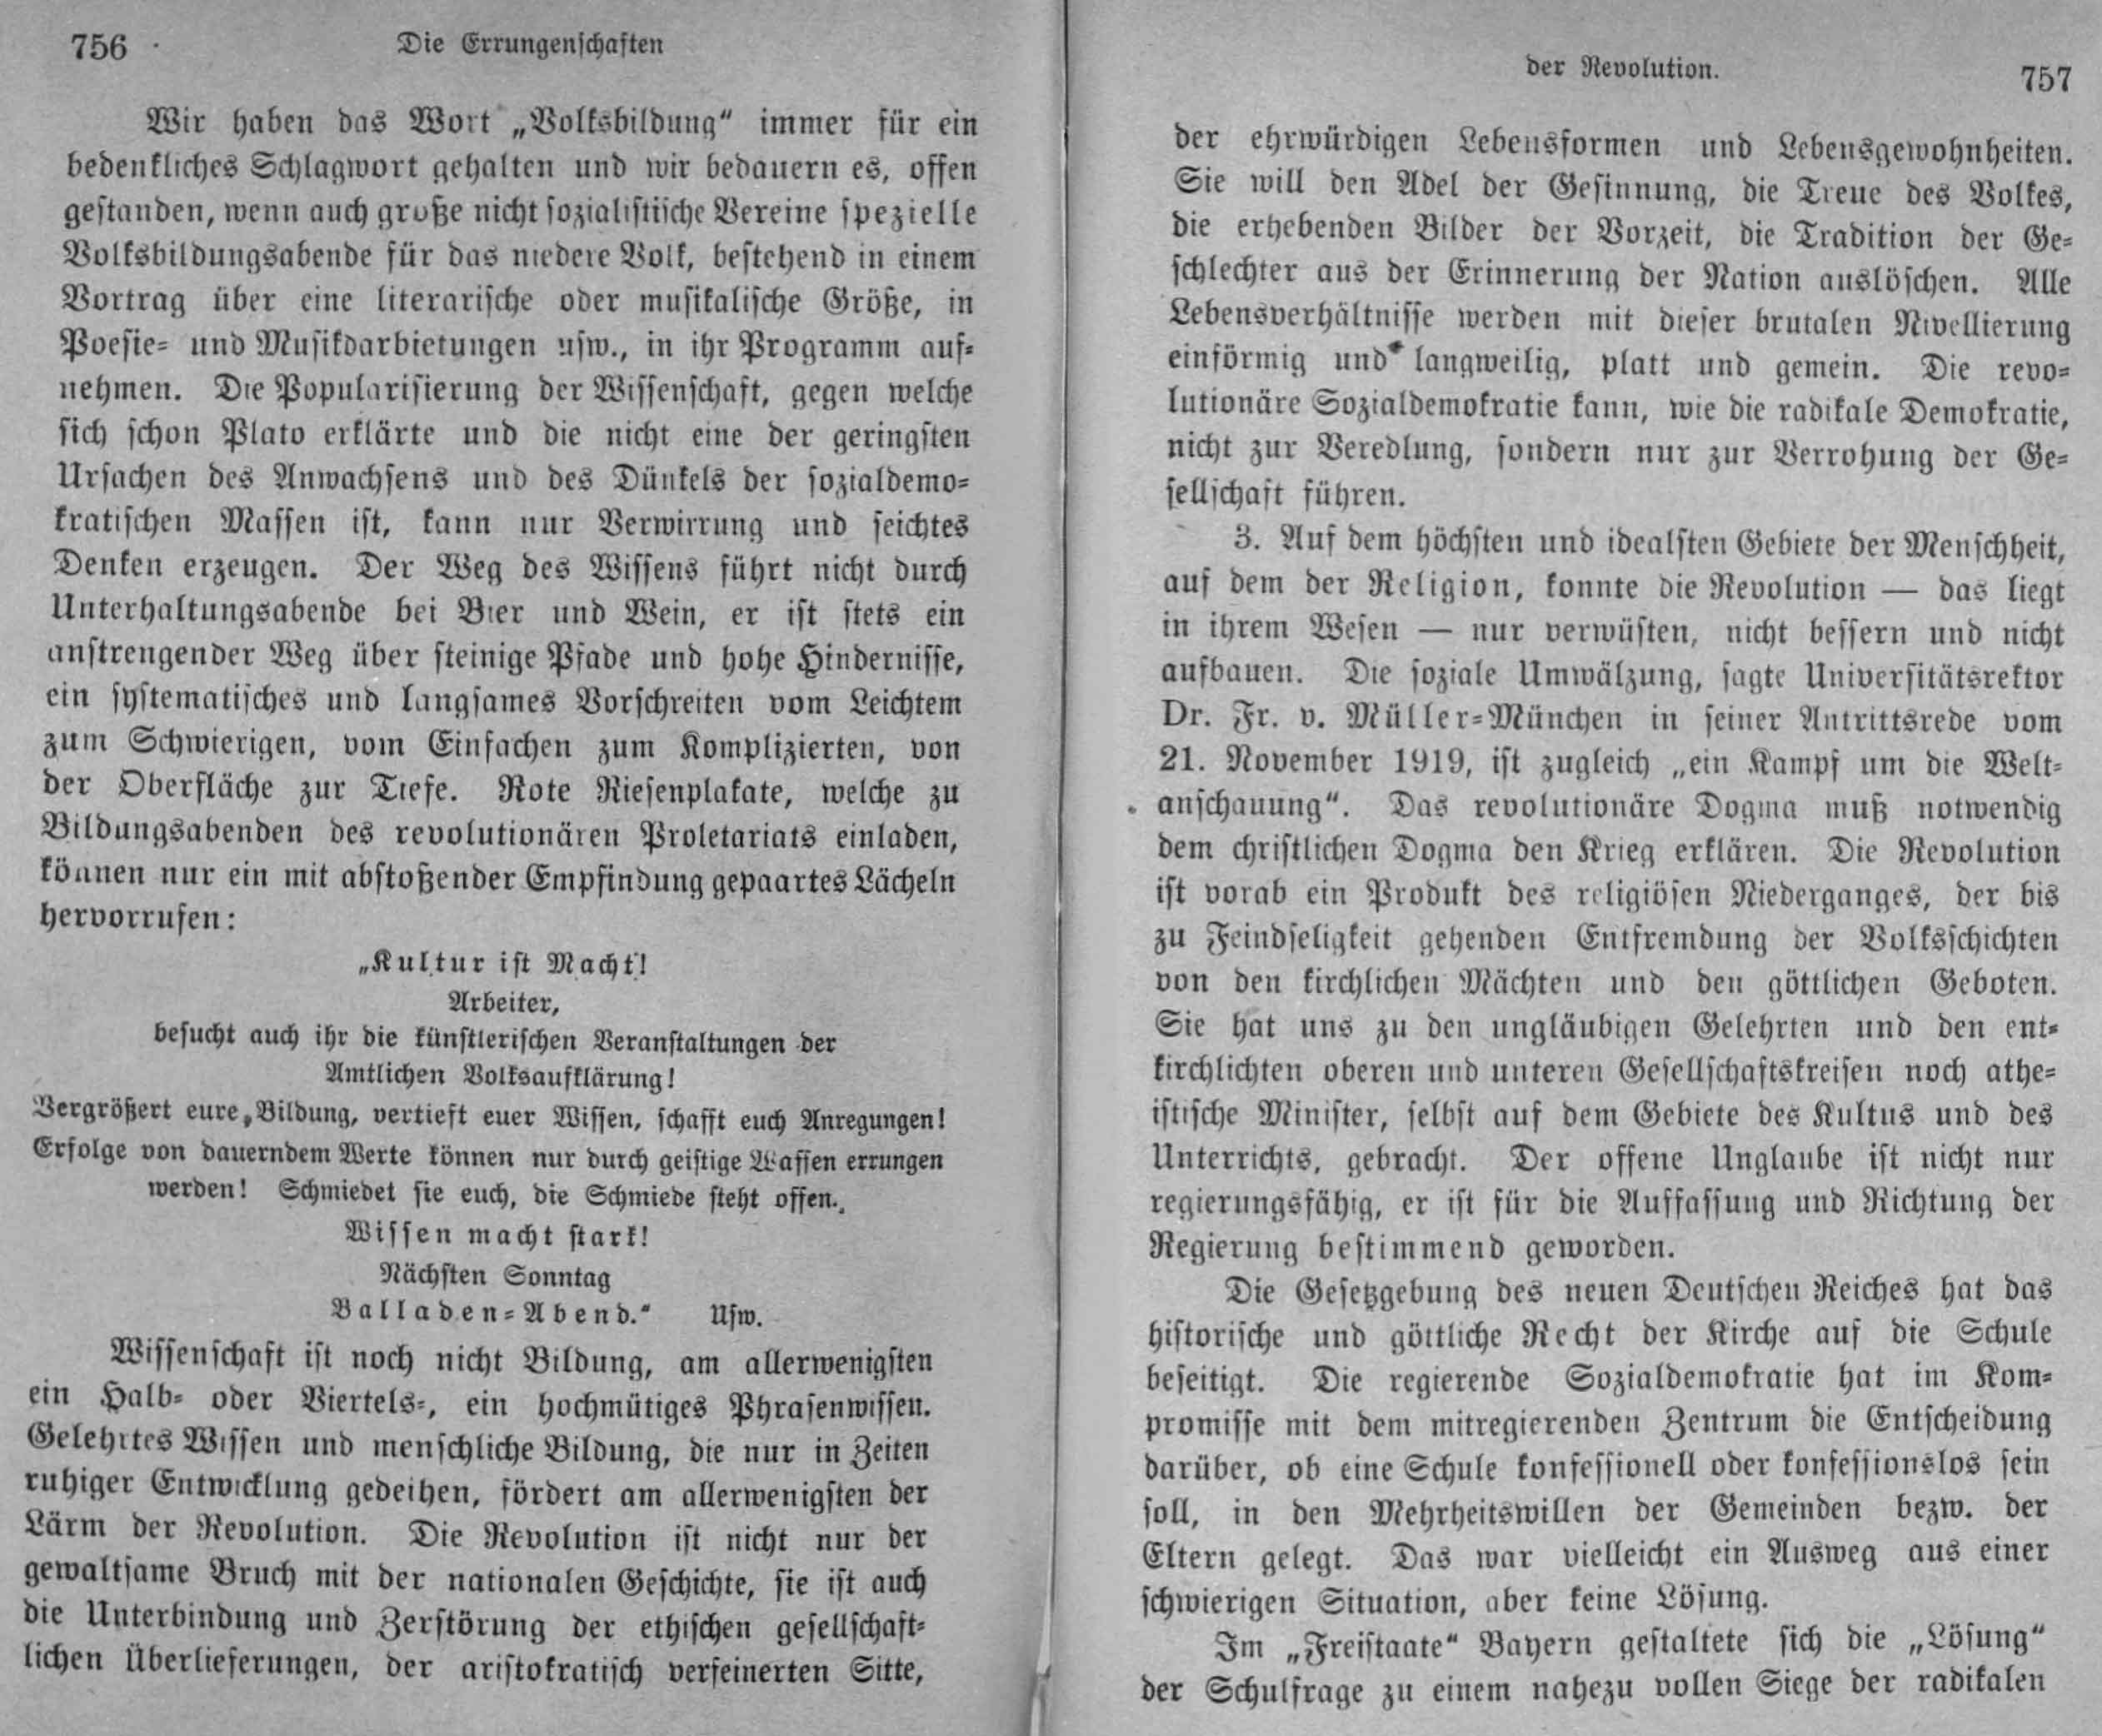 756
Die Errungenschaften
Wir haben das Wort „Volksbildung“ immer für ein
bedenkliches Schlagwort gehalten und wir bedauern es, offen
gestanden, wenn auch große nicht sozialistische Vereine spezielle
Volksbildungsabende für das niedere Volk, bestehend in einem
Vortrag über eine literarische oder musikalische Größe, in
Poesie- und Musikdarbietungen usw., in ihr Programm auf-
nehmen. Die Popularisierung der Wissenschaft, gegen welche
sich schon Plato erklärte und die nicht eine der geringsten
Ursachen des Anwachsens und des Dünkels der sozialdemo-
kratischen Massen ist, kann nur Verwirrung und seichtes
Denken erzeugen. Der Weg des Wissens führt nicht durch
Unterhaltungsabende bei Bier und Wein, er ist stets ein
anstrengender Weg über steinige Pfade und hohe Hindernisse,
ein systematisches und langsames Vorschreiten vom Leichtem
zum Schwierigen, vom Einfachen zum Komplizierten, von
der Oberfläche zur Tiefe. Rote Riesenplakate, welche zu
Bildungsabenden des revolutionären Proletariats einladen,
können nur ein mit abstoßender Empfindung gepaartes Lächeln
hervorrufen:
„Kultur ist Macht!
Arbeiter,
besucht auch ihr die künstlerischen Veranstaltungen der
Amtlichen Volksaufklärung!
Vergrößert eure Bildung, vertieft euer Wissen, schafft euch Anregungen!
Erfolge von dauerndem Werte können nur durch geistige Waffen errungen
werden! Schmiedet sie euch, die Schmiede steht offen.
Wissen macht stark!
Nächsten Sonntag
Balladen-Abend.“ Usw.
Wissenschaft ist noch nicht Bildung, am allerwenigsten
ein Halb- oder Viertels-, ein hochmütiges Phrasenwissen.
Gelehrtes Wissen und menschliche Bildung, die nur in Zeiten
ruhiger Entwicklung gedeihen, fördert am allerwenigsten der
Lärm der Revolution. Die Revolution ist nicht nur der
gewaltsame Bruch mit der nationalen Geschichte, sie ist auch
die Unterbindung und Zerstörung der ethischen gesellschaft-
lichen Überlieferungen, der aristokratisch verfeinerten Sitte,
der Revolution.
757
der ehrwürdigen Lebensformen und Lebensgewohnheiten.
Sie will den Adel der Gesinnung, die Treue des Volkes,
die erhebenden Bilder der Vorzeit, die Tradition der Ge-
schlechter aus der Erinnerung der Nation auslöschen. Alle
Lebensverhältnisse werden mit dieser brutalen Nivellierung
einförmig und langweilig, platt und gemein. Die revo-
lutionäre Sozialdemokratie kann, wie die radikale Demokratie,
nicht zur Veredlung, sondern nur zur Verrohung der Ge-
sellschaft führen.
3. Auf dem höchsten und idealsten Gebiete der Menschheit,
auf dem der Religion, konnte die Revolution — das liegt
in ihrem Wesen — nur verwüsten, nicht bessern und nicht
aufbauen. Die soziale Umwälzung, sagte Universitätsrektor
Dr. Fr. v. Müller-München in seiner Antrittsrede vom
21. November 1919, ist zugleich „ein Kampf um die Welt-
anschauung“. Das revolutionäre Dogma muß notwendig
dem christlichen Dogma den Krieg erklären. Die Revolution
ist vorab ein Produkt des religiösen Niederganges, der bis
zu Feindseligkeit gehenden Entfremdung der Volksschichten
von den kirchlichen Mächten und den göttlichen Geboten.
Sie hat uns zu den ungläubigen Gelehrten und den ent-
kirchlichten oberen und unteren Gesellschaftskreisen noch athe-
istische Minister, selbst auf dem Gebiete des Kultus und des
Unterrichts, gebracht. Der offene Unglaube ist nicht nur
regierungsfähig, er ist für die Auffassung und Richtung der
Regierung bestimmend geworden.
Die Gesetzgebung des neuen Deutschen Reiches hat das
historische und göttliche Recht der Kirche auf die Schule
beseitigt. Die regierende Sozialdemokratie hat im Kom-
promisse mit dem mitregierenden Zentrum die Entscheidung
darüber, ob eine Schule konfessionell oder konfessionslos sein
soll, in den Mehrheitswillen der Gemeinden bezw. der
Eltern gelegt. Das war vielleicht ein Ausweg aus einer
schwierigen Situation, aber keine Lösung.
Im „Freistaate“ Bayern gestaltete sich die „Lösung“
der Schulfrage zu einem nahezu vollen Siege der radikalen